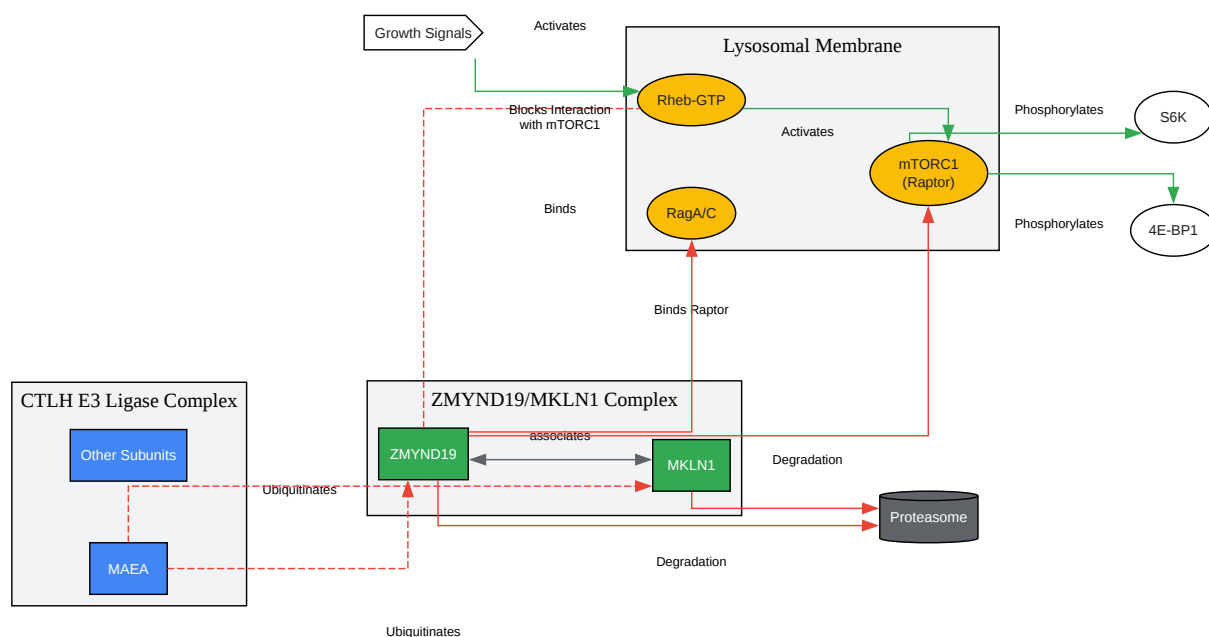 Growth Signals
Activates
Lysosomal Membrane
Rheb-GTP
Blocks Interaction
with mTORC1
Activates
Phosphorylates
S6K
mTORC1
(Raptor)
Binds
RagA/C
Phosphorylates
4E-BP1
Binds Raptor
CTLH E3 Ligase Complex
ZMYND19/MKLN1 Complex
Other Subunits
ZMYND19
associates
MKLN1
Degradation
Ubiquitinates
Proteasome
MAEA
Degradation
Ubiquitinates